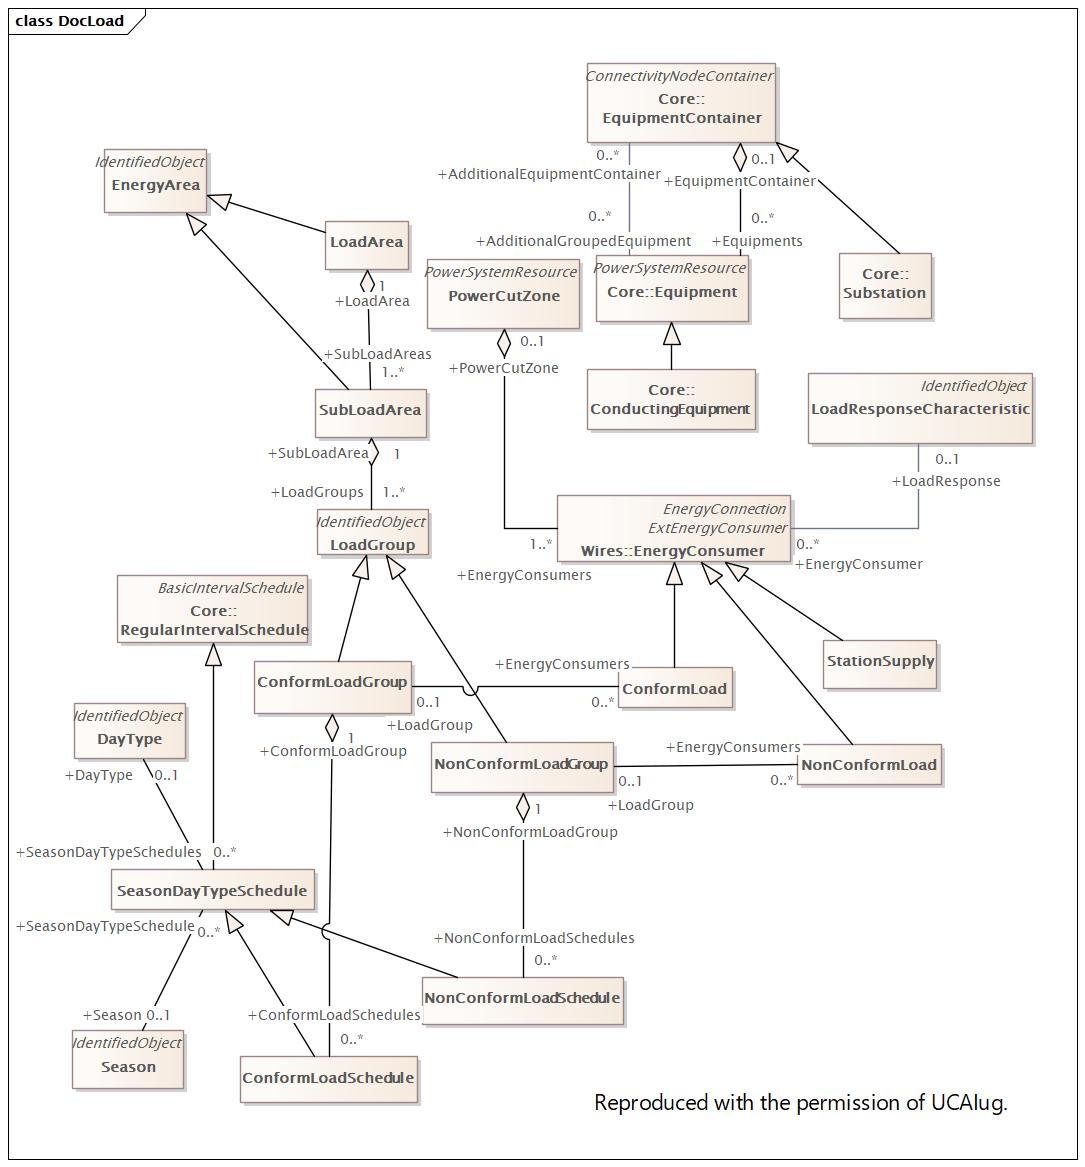 class DocLoad
ConnectivityNodeContainer
Core::
EquipmentContainer
0..*
+AdditionalEquipmentContainer
0..1
+EquipmentContainer
0..*
+AdditionalGroupedEquipment
0..*
+Equipments
IdentifiedObject
EnergyArea
LoadArea
1
+LoadArea
+SubLoadAreas
1..*
PowerSystemResource
PowerCutZone
0..1
+PowerCutZone
PowerSystemResource
Core::Equipment
Core::
Substation
Core::
ConductingEquipment
IdentifiedObject
LoadResponseCharacteristic
0..1
+LoadResponse
SubLoadArea
+SubLoadArea
1
+LoadGroups
1..*
IdentifiedObject
LoadGroup
EnergyConnection
ExtEnergyConsumer
Wires::EnergyConsumer
1..*
+EnergyConsumers
0..*
+EnergyConsumer
BasicIntervalSchedule
Core::
RegularIntervalSchedule
ConformLoadGroup
+EnergyConsumers
0..1
+LoadGroup
0..*
ConformLoad
StationSupply
1
+ConformLoadGroup
IdentifiedObject
DayType
+DayType
0..1
NonConformLoadGroup
+EnergyConsumers
0..1
+LoadGroup
0..*
NonConformLoad
1
+NonConformLoadGroup
+SeasonDayTypeSchedules
0..*
SeasonDayTypeSchedule
+SeasonDayTypeSchedule
0..*
+NonConformLoadSchedules
0..*
NonConformLoadSchedule
+Season
0..1
+ConformLoadSchedules
0..*
IdentifiedObject
Season
ConformLoadSchedule
Reproduced with the permission of UCAIug.